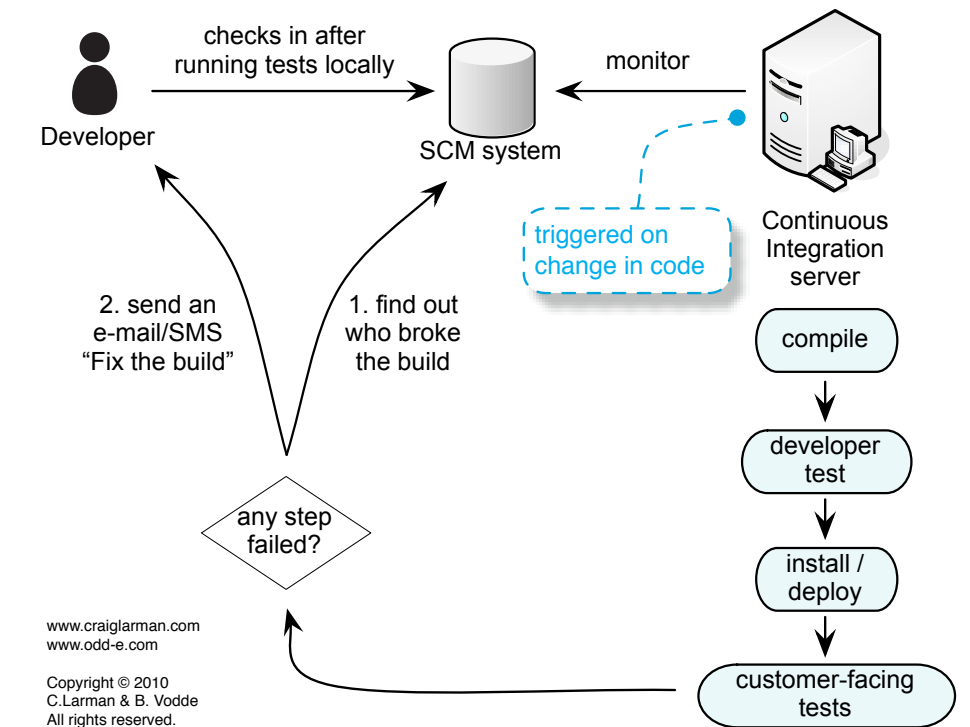 checks in after
running tests locally
monitor
Developer
SCM system
triggered on
change in code
Continuous
Integration
server
2. send an
e-mail/SMS
“Fix the build”
1. find out
who broke
the build
compile
developer
test
any step
failed?
install /
deploy
customer-facing
tests
www.craiglarman.com
www.odd-e.com
Copyright © 2010
C.Larman & B. Vodde
All rights reserved.